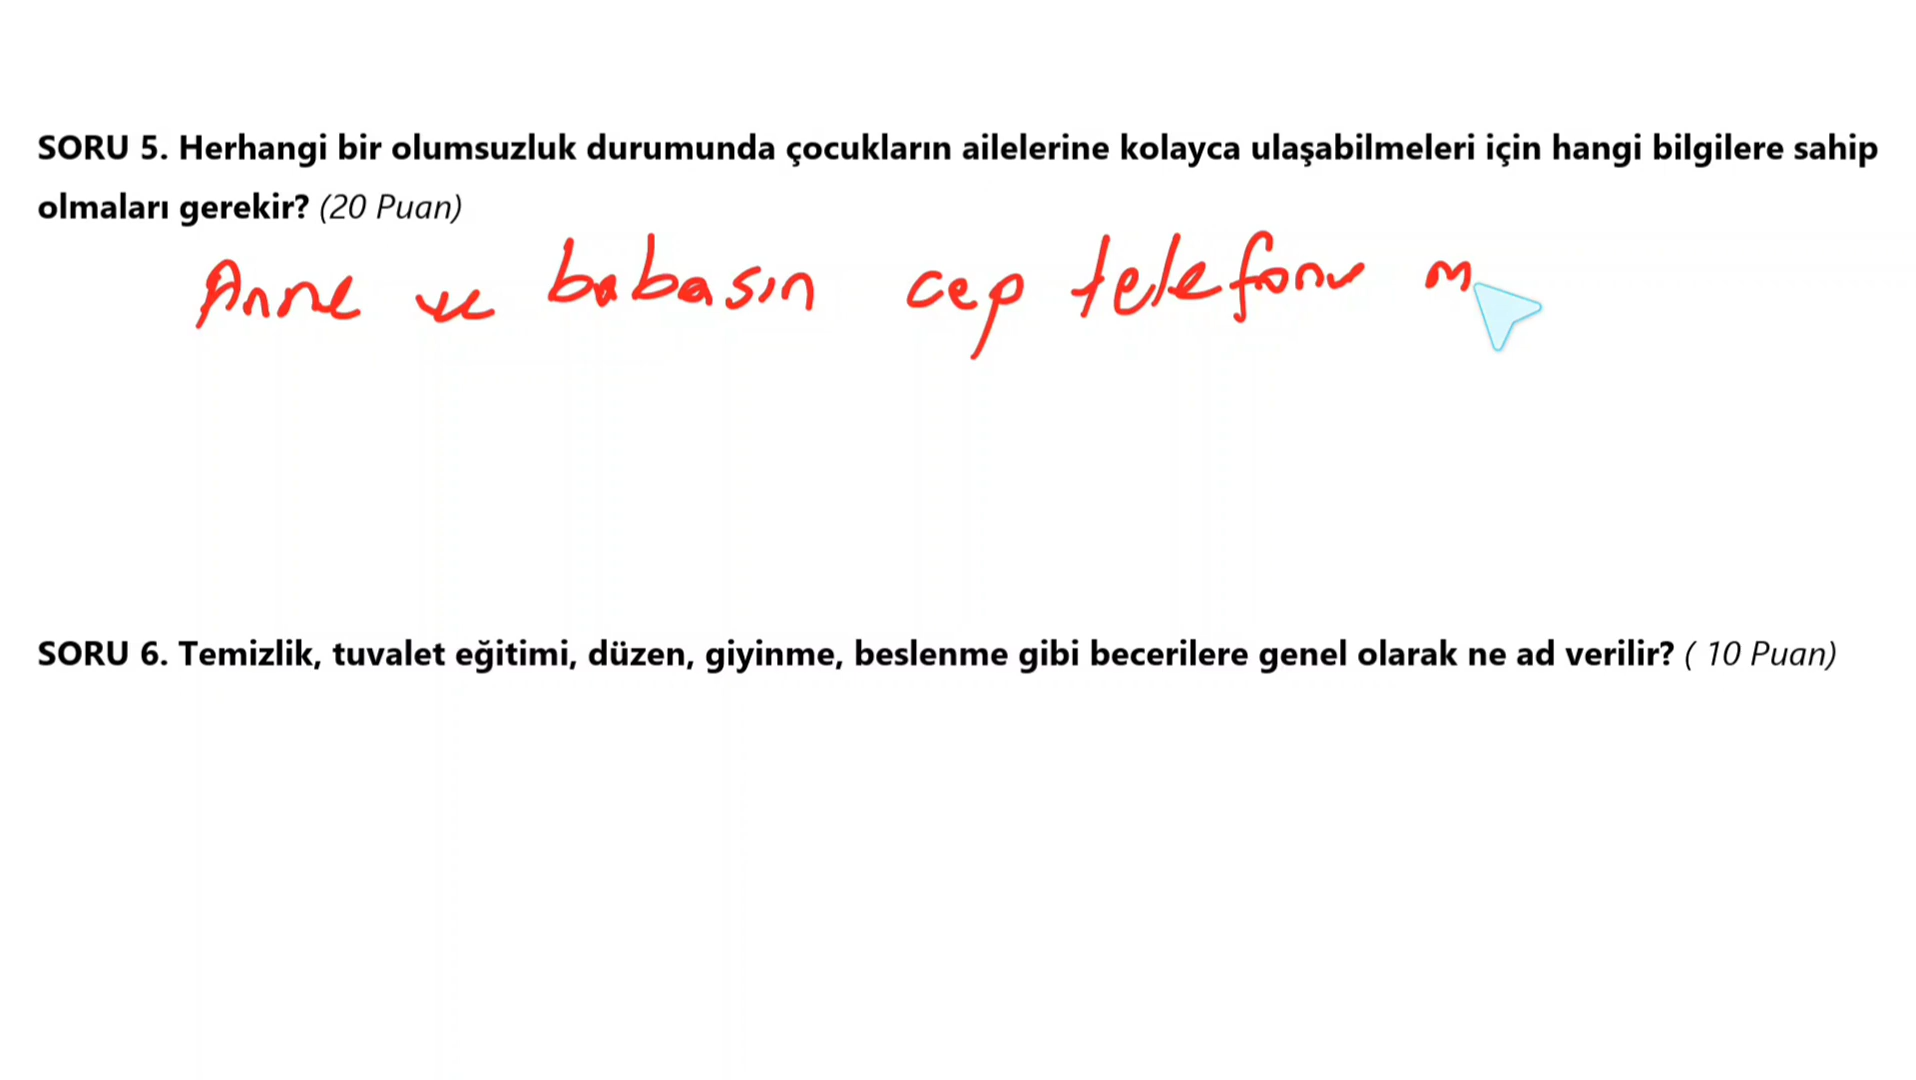 SORU 5. Herhangi bir olumsuzluk durumunda çocukların ailelerine kolayca ulaşabilmeleri için hangi bilgilere sahip
olmaları gerekir? (20 Puan)
Anne ve babasın cep telefonu
SORU 6. Temizlik, tuvalet eğitimi, düzen, giyinme, beslenme gibi becerilere genel olarak ne ad verilir? ( 10 Puan)